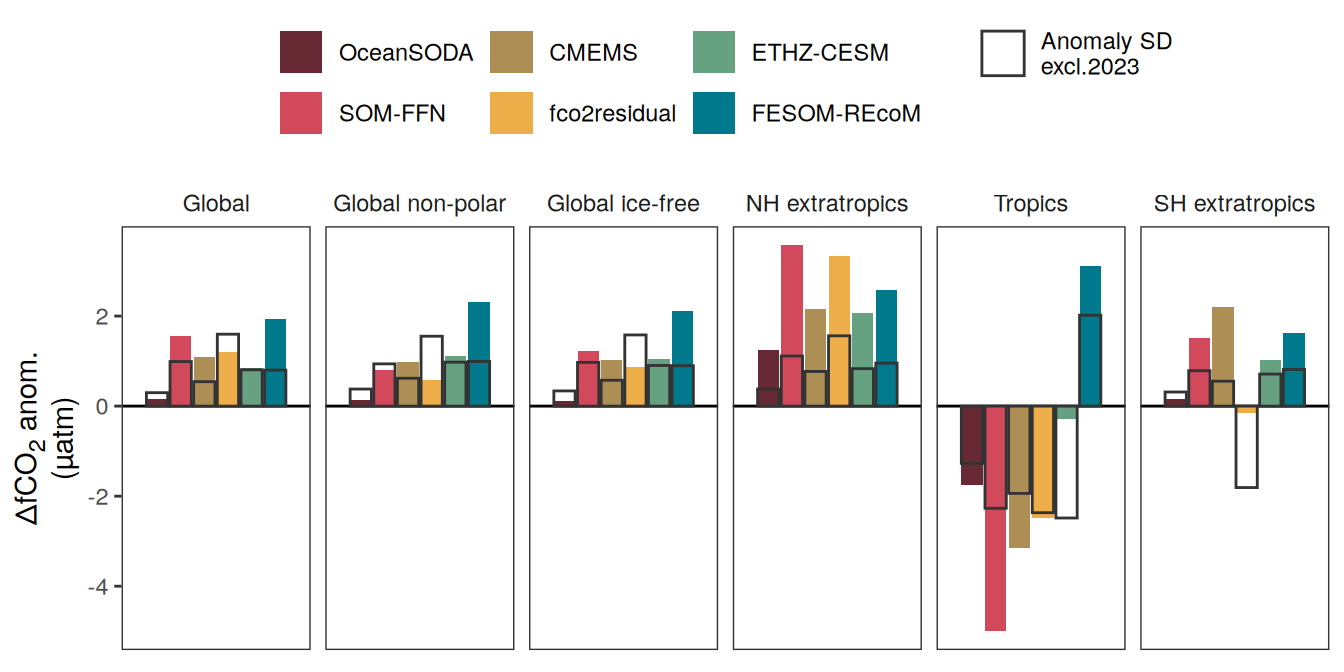 OceanSODA
CMEMS
ETHZ-CESM
Anomaly SD
excl.2023
SOM-FFN
fco2residual
FESOM-REcoM
Global
Global non-polar
Global ice-free
NH extratropics
Tropics
SH extratropics
ΔfCO₂ anom.
(µatm)
2
0
-2
-4